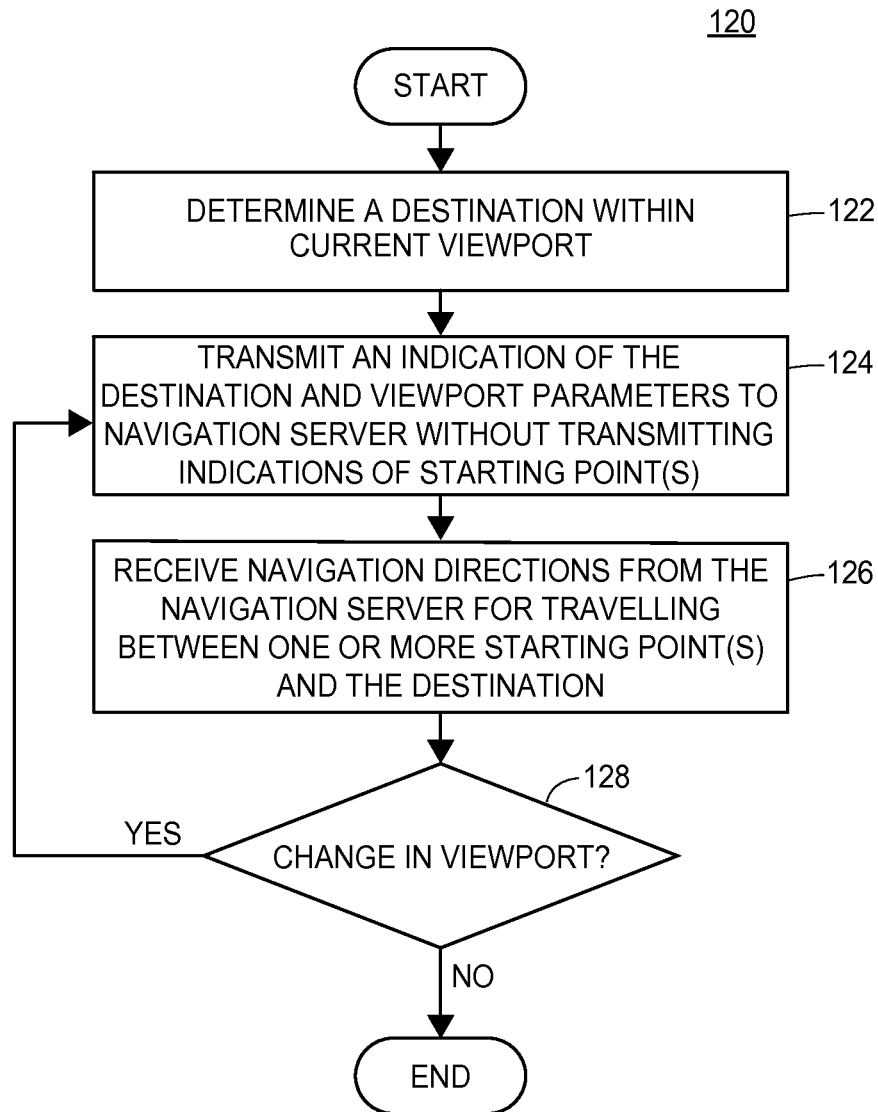 120
START
DETERMINE A DESTINATION WITHIN
CURRENT VIEWPORT
122
TRANSMIT AN INDICATION OF THE
DESTINATION AND VIEWPORT PARAMETERS TO
NAVIGATION SERVER WITHOUT TRANSMITTING
INDICATIONS OF STARTING POINT(S)
124
RECEIVE NAVIGATION DIRECTIONS FROM THE
NAVIGATION SERVER FOR TRAVELLING
BETWEEN ONE OR MORE STARTING POINT(S)
AND THE DESTINATION
126
128
YES
CHANGE IN VIEWPORT?
NO
END